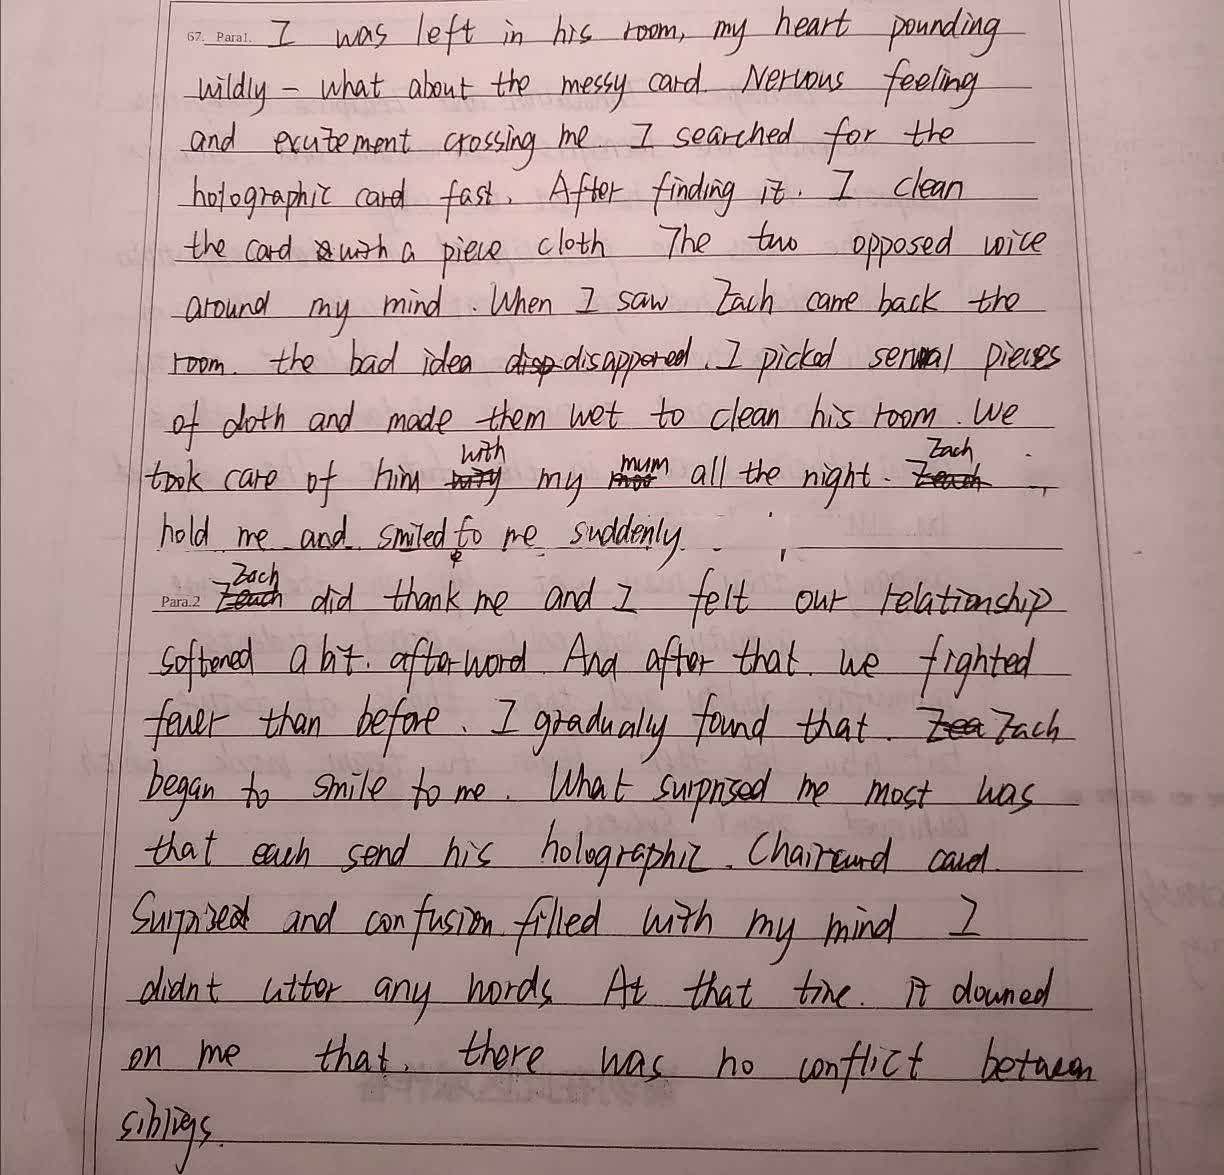 67. Para1. I was left in his room, my heart pounding
wildly – what about the messy card. Nervous feeling
and excitement crossing me. I searched for the
holographic card fast. After finding it. I clean
the card with a piece cloth The two opposed voice
around my mind. When I saw Zach came back the
room. the bad idea disappored. I picked several pieces
of cloth and made them wet to clean his room. We
took care of him with my mum all the night. Zach
hold me and smiled to me suddenly.
Para.2 Zach did thank me and I felt our relationship
softened a bit. afterword And after that. we fighted
fewer than before. I gradually found that. Zach
began to smile to me. What surprised me most was
that each send his holographic. card.
Surprised and confusion filled with my mind I
didnt utter any words At that time. it downed
on me that. there was no conflict between
siblings.